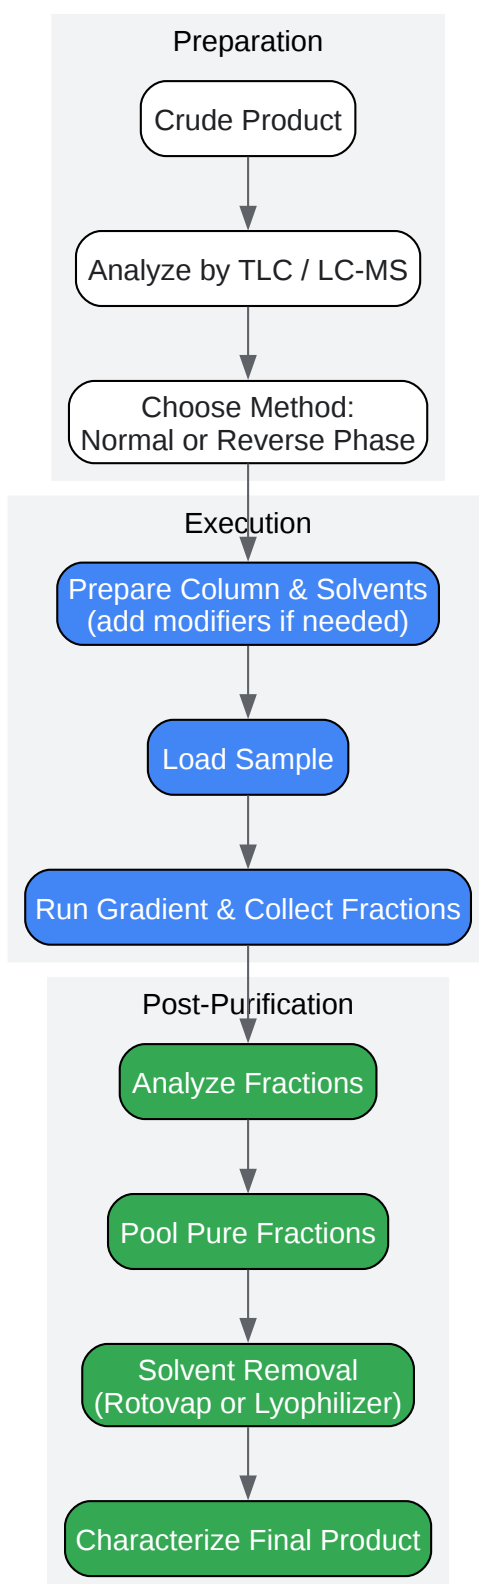 Preparation
Crude Product
Analyze by TLC / LC-MS
Choose Method:
Normal or Reverse Phase
Execution
Prepare Column & Solvents
(add modifiers if needed)
Load Sample
Run Gradient & Collect Fractions
Post-Purification
Analyze Fractions
Pool Pure Fractions
Solvent Removal
(Rotovap or Lyophilizer)
Characterize Final Product